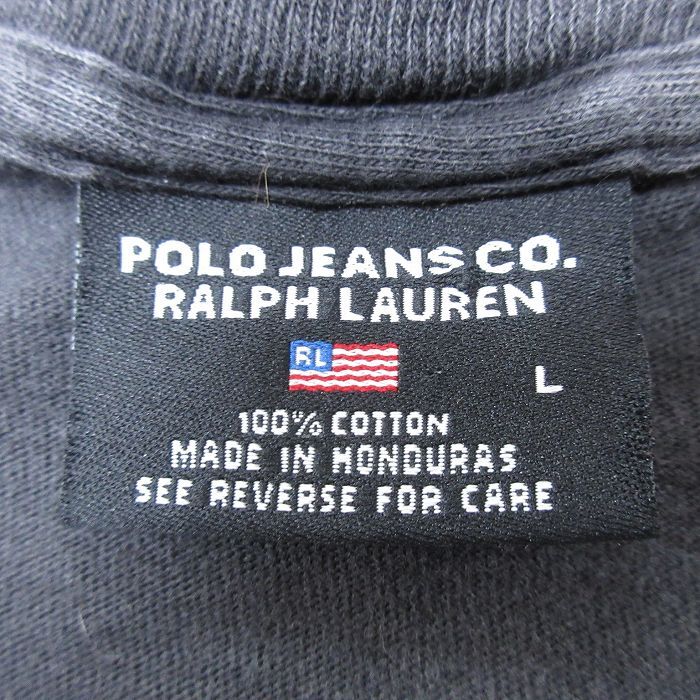 POLO JEANS CO.
RALPH LAUREN
RL
L
100% COTTON
MADE IN HONDURAS
SEE REVERSE FOR CARE